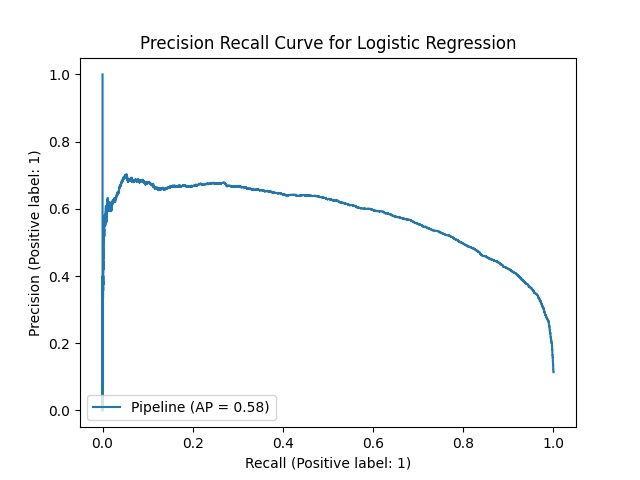 Precision Recall Curve for Logistic Regression
1.0
0.8
0.6
0.4
0.2
0.0
Precision (Positive label: 1)
Pipeline (AP = 0.58)
0.0 0.2 0.4 0.6 0.8 1.0
Recall (Positive label: 1)